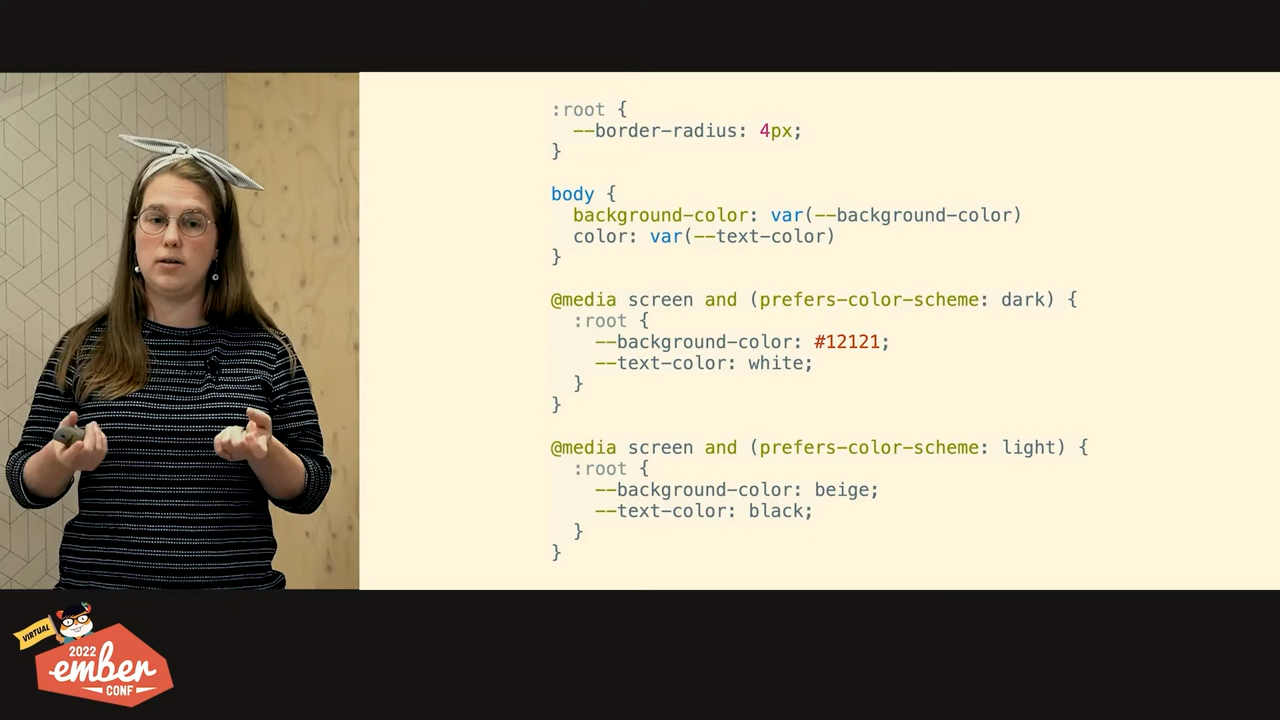 :root {
--border-radius: 4px;
}
body {
background-color: var(--background-color)
color: var(--text-color)
}
@media screen and (prefers-color-scheme: dark) {
:root {
--background-color: #12121;
--text-color: white;
}
}
@media screen and (prefers-color-scheme: light) {
:root {
--background-color: beige;
--text-color: black;
}
}
VIRTUAL
2022
ember
CONF